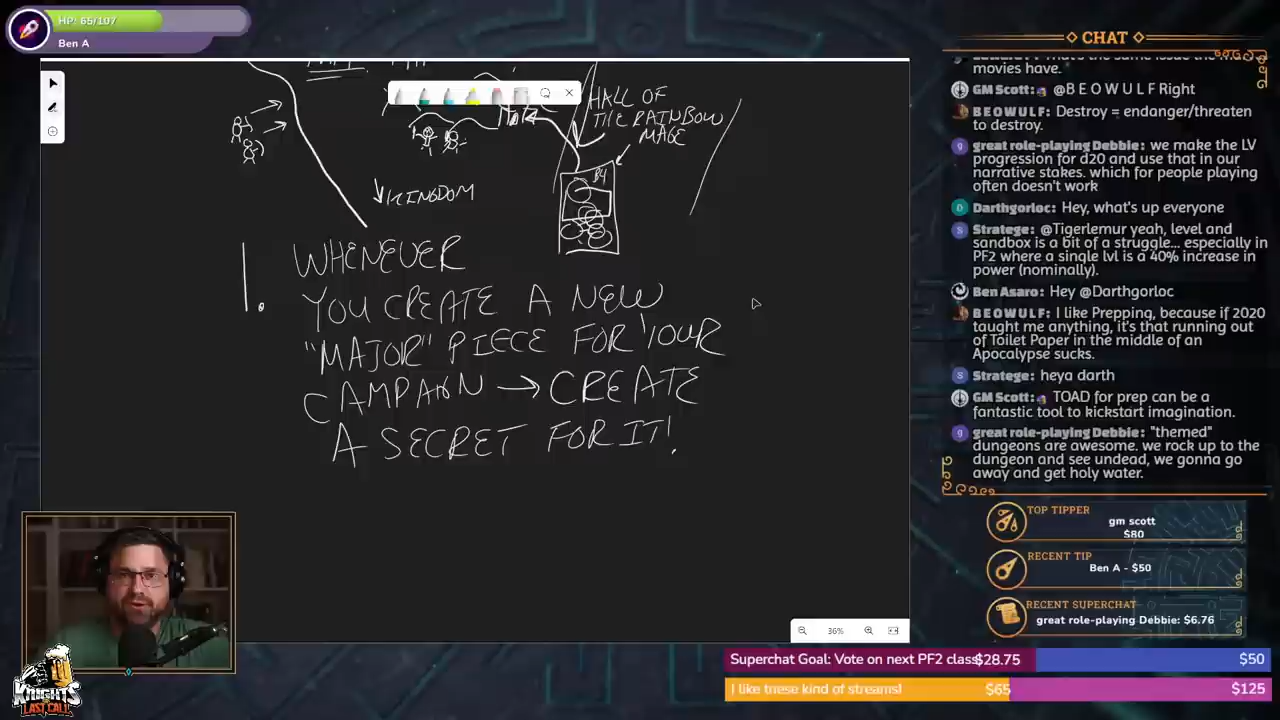 HP: 65/107
Ben A
HALL OF
THE RAINBOW
MAGE
B4
KINGDOM
1. WHENEVER
YOU CREATE A NEW
"MAJOR" PIECE FOR YOUR
CAMPAIGN → CREATE
A SECRET FOR IT!
36%
KNIGHTS
OF LAST CALL
CHAT
movies have.
GM Scott: @B E O W U L F Right
B E O W U L F: Destroy = endanger/threaten
to destroy.
great role-playing Debbie: we make the LV
progression for d20 and use that in our
narrative stakes. which for people playing
often doesn't work
Darthgorloc: Hey, what's up everyone
Stratege: @Tigerlemur yeah, level and
sandbox is a bit of a struggle... especially in
PF2 where a single lvl is a 40% increase in
power (nominally).
Ben Asaro: Hey @Darthgorloc
B E O W U L F: I like Prepping, because if 2020
taught me anything, it's that running out
of Toilet Paper in the middle of an
Apocalypse sucks.
Stratege: heya darth
GM Scott: TOAD for prep can be a
fantastic tool to kickstart imagination.
great role-playing Debbie: "themed"
dungeons are awesome. we rock up to the
dungeon and see undead, we gonna go
away and get holy water.
TOP TIPPER
gm scott
$80
RECENT TIP
Ben A - $50
RECENT SUPERCHAT
great role-playing Debbie: $6.76
Superchat Goal: Vote on next PF2 class $28.75 $50
I like these kind of streams! $65 $125